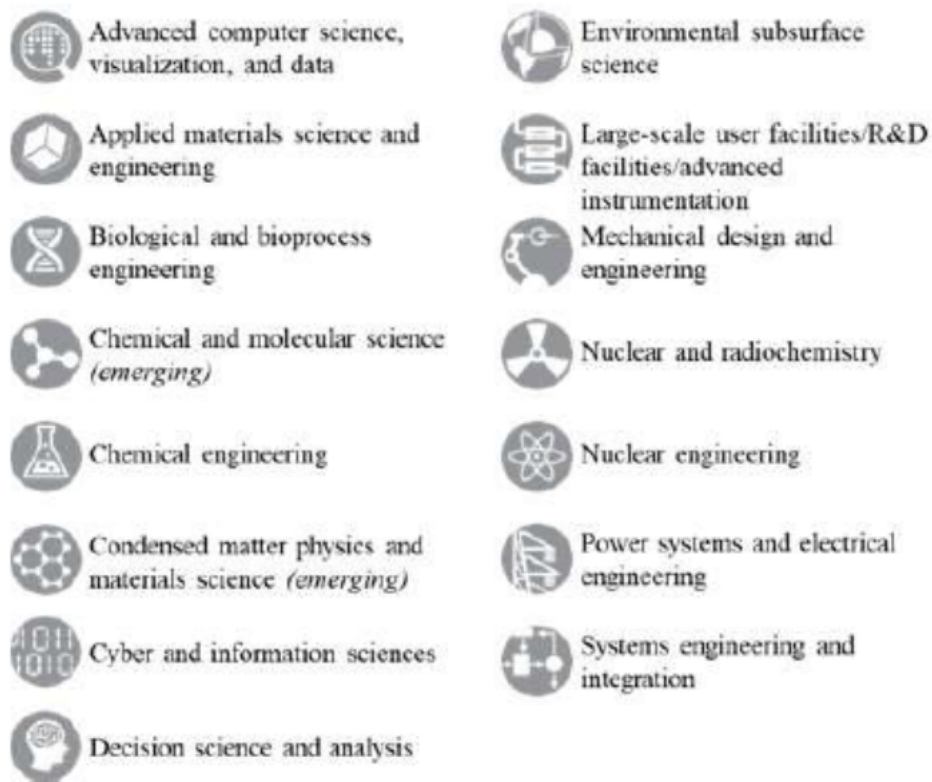 Advanced computer science,
visualization, and data
Applied materials science and
engineering
Biological and bioprocess
engineering
Chemical and molecular science
(emerging)
Chemical engineering
Condensed matter physics and
materials science (emerging)
1011
1010
Cyber and information sciences
Decision science and analysis
Environmental subsurface
science
Large-scale user facilities/R&D
facilities/advanced
instrumentation
Mechanical design and
engineering
Nuclear and radiochemistry
Nuclear engineering
Power systems and electrical
engineering
Systems engineering and
integration